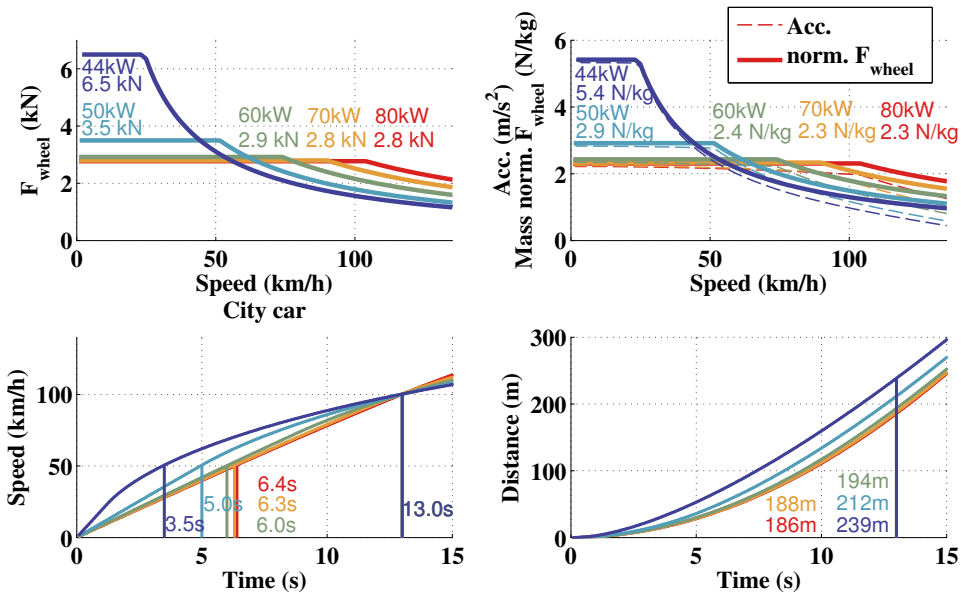 F_wheel (kN)
6
4
2
0
44kW
6.5 kN
50kW
3.5 kN
60kW
2.9 kN
70kW
2.8 kN
80kW
2.8 kN
0
50
100
Speed (km/h)
City car
Acc. (m/s²)
Mass norm. F_wheel (N/kg)
6
4
2
0
Acc.
norm. F_wheel
44kW
5.4 N/kg
50kW
2.9 N/kg
60kW
2.4 N/kg
70kW
2.3 N/kg
80kW
2.3 N/kg
0
50
100
Speed (km/h)
Speed (km/h)
100
50
0
3.5s
5.0s
6.4s
6.3s
6.0s
13.0s
0
5
10
15
Time (s)
Distance (m)
300
200
100
0
188m
186m
194m
212m
239m
0
5
10
15
Time (s)